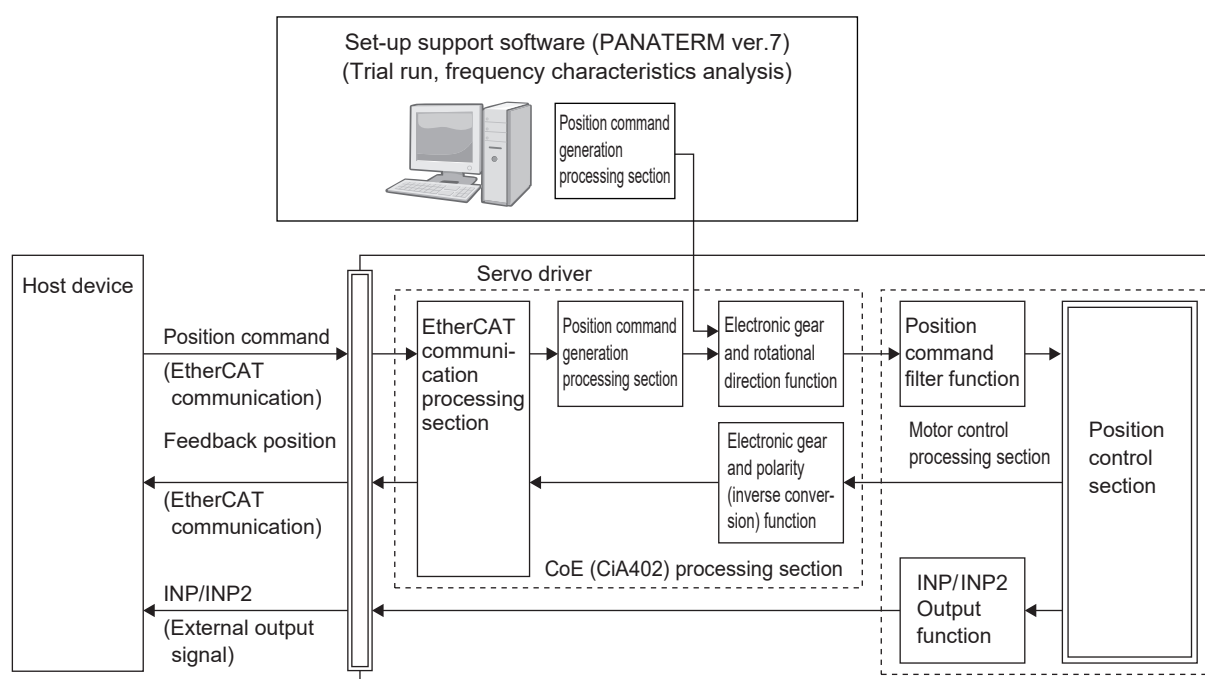 Set-up support software (PANATERM ver.7)
(Trial run, frequency characteristics analysis)
Position command
generation
processing section
Servo driver
Host device
Position command
(EtherCAT
communication)
Feedback position
(EtherCAT
communication)
INP/INP2
(External output
signal)
EtherCAT
communi-
cation
processing
section
Position command
generation
processing section
Electronic gear
and rotational
direction function
Electronic gear
and polarity
(inverse conver-
sion) function
CoE (CiA402) processing section
Position
command
filter function
Motor control
processing section
Position
control
section
INP/INP2
Output
function